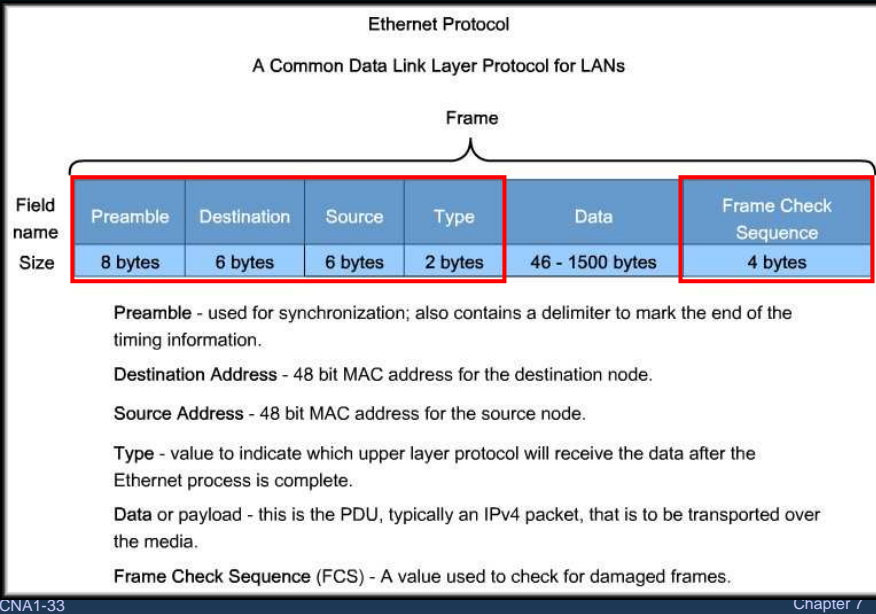 Ethernet Protocol
A Common Data Link Layer Protocol for LANs
Frame
Field name Preamble Destination Source Type Data Frame Check Sequence
Size 8 bytes 6 bytes 6 bytes 2 bytes 46 - 1500 bytes 4 bytes
Preamble - used for synchronization; also contains a delimiter to mark the end of the
timing information.
Destination Address - 48 bit MAC address for the destination node.
Source Address - 48 bit MAC address for the source node.
Type - value to indicate which upper layer protocol will receive the data after the
Ethernet process is complete.
Data or payload - this is the PDU, typically an IPv4 packet, that is to be transported over
the media.
Frame Check Sequence (FCS) - A value used to check for damaged frames.
CNA1-33 Chapter 7